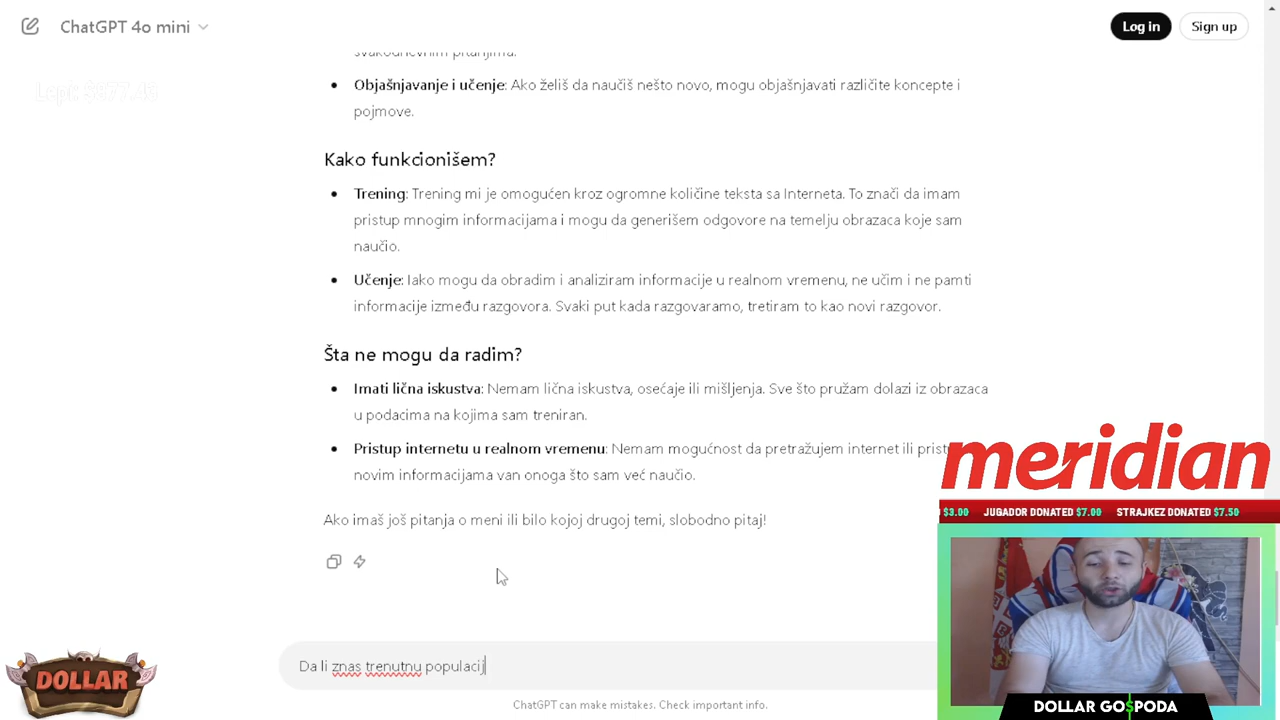 ChatGPT 4o mini
Log in
Sign up
svakodnevnim pitanjima.
Objašnjavanje i učenje: Ako želiš da naučiš nešto novo, mogu objašnjavati različite koncepte i
pojmove.
Kako funkcionišem?
Trening: Trening mi je omogućen kroz ogromne količine teksta sa Interneta. To znači da imam
pristup mnogim informacijama i mogu da generišem odgovore na temelju obrazaca koje sam
naučio.
Učenje: Iako mogu da obradim i analiziram informacije u realnom vremenu, ne učim i ne pamti
informacije između razgovora. Svaki put kada razgovaramo, tretiram to kao novi razgovor.
Šta ne mogu da radim?
Imati lična iskustva: Nemam lična iskustva, osećaje ili mišljenja. Sve što pružam dolazi iz obrazaca
u podacima na kojima sam treniran.
Pristup internetu u realnom vremenu: Nemam mogućnost da pretražujem internet ili
novim informacijama van onoga što sam već naučio.
Ako imaš još pitanja o meni ili bilo kojoj drugoj temi, slobodno pitaj!
meridian
$3.00 JUGADOR DONATED $7.00 STRAJKEZ DONATED $7.50
Da li znas trenutnu populacij
ChatGPT can make mistakes. Check important info.
DOLLAR
DOLLAR GO$PODA